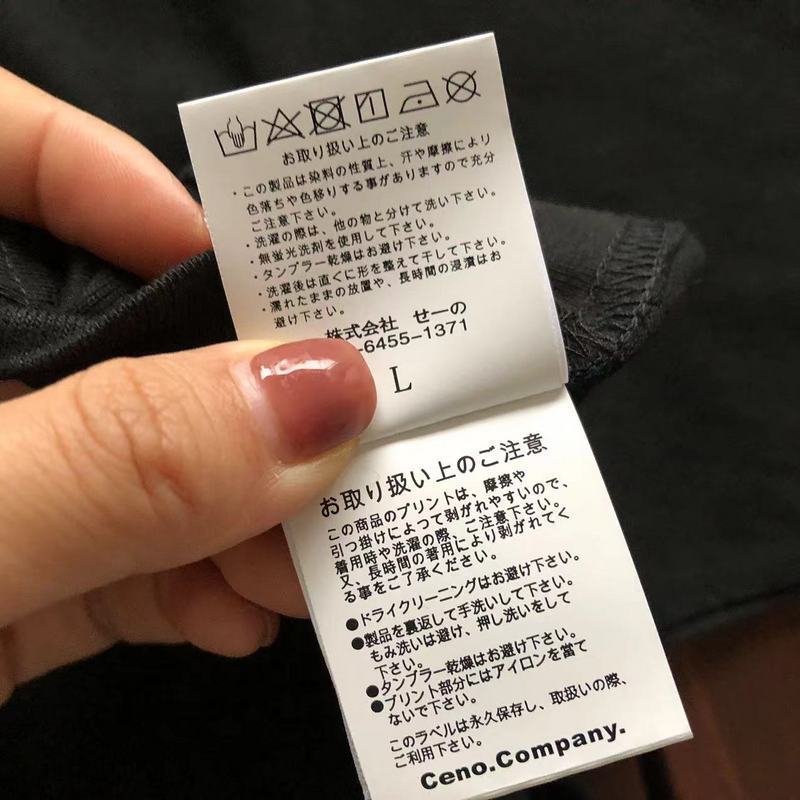 お取り扱い上のご注意
・この製品は染料の性質上、汗や摩擦により
色落ちや色移りする事がありますので充分
ご注意下さい。
・洗濯の際は、他の物と分けて洗い下さい。
・無蛍光洗剤を使用して下さい。
・タンブラー乾燥はお避け下さい。
・洗濯後は直ぐに形を整えて干して下さい。
・濡れたままの放置や、長時間の浸漬はお
避け下さい。
株式会社 せーの
-6455-1371
L
お取り扱い上のご注意
この商品のプリントは、摩擦や
引っ掛けによって剥がれやすいので、
着用時や洗濯の際、ご注意下さい。
又、長時間の著用により剥がれてく
る事をご了承ください。
●ドライクリーニングはお避け下さい。
●製品を裏返して手洗いして下さい。
もみ洗いは避け、押し洗いをして
下さい。
●タンブラー乾燥はお避け下さい。
●プリント部分にはアイロンを当て
ないで下さい。
このラベルは永久保存し、取扱いの際、
ご利用下さい。
Ceno.Company.